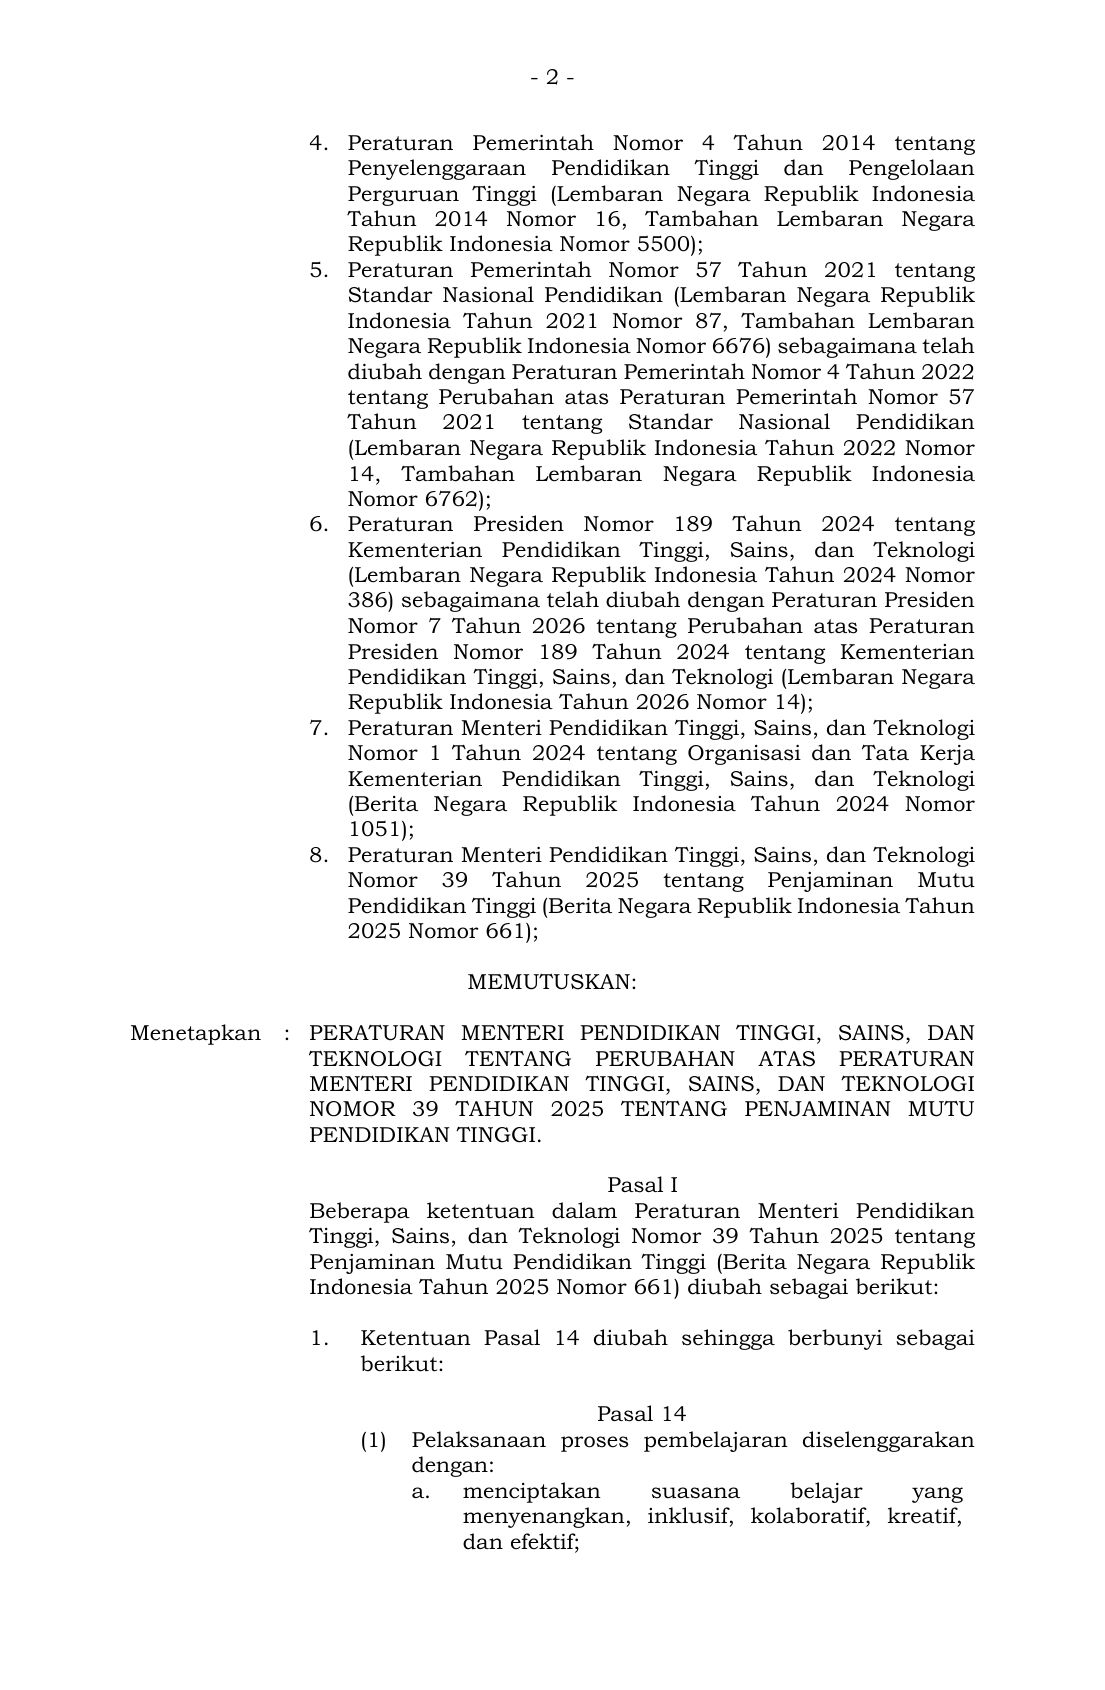 - 2 -
4. Peraturan Pemerintah Nomor 4 Tahun 2014 tentang
Penyelenggaraan Pendidikan Tinggi dan Pengelolaan
Perguruan Tinggi (Lembaran Negara Republik Indonesia
Tahun 2014 Nomor 16, Tambahan Lembaran Negara
Republik Indonesia Nomor 5500);
5. Peraturan Pemerintah Nomor 57 Tahun 2021 tentang
Standar Nasional Pendidikan (Lembaran Negara Republik
Indonesia Tahun 2021 Nomor 87, Tambahan Lembaran
Negara Republik Indonesia Nomor 6676) sebagaimana telah
diubah dengan Peraturan Pemerintah Nomor 4 Tahun 2022
tentang Perubahan atas Peraturan Pemerintah Nomor 57
Tahun 2021 tentang Standar Nasional Pendidikan
(Lembaran Negara Republik Indonesia Tahun 2022 Nomor
14, Tambahan Lembaran Negara Republik Indonesia
Nomor 6762);
6. Peraturan Presiden Nomor 189 Tahun 2024 tentang
Kementerian Pendidikan Tinggi, Sains, dan Teknologi
(Lembaran Negara Republik Indonesia Tahun 2024 Nomor
386) sebagaimana telah diubah dengan Peraturan Presiden
Nomor 7 Tahun 2026 tentang Perubahan atas Peraturan
Presiden Nomor 189 Tahun 2024 tentang Kementerian
Pendidikan Tinggi, Sains, dan Teknologi (Lembaran Negara
Republik Indonesia Tahun 2026 Nomor 14);
7. Peraturan Menteri Pendidikan Tinggi, Sains, dan Teknologi
Nomor 1 Tahun 2024 tentang Organisasi dan Tata Kerja
Kementerian Pendidikan Tinggi, Sains, dan Teknologi
(Berita Negara Republik Indonesia Tahun 2024 Nomor
1051);
8. Peraturan Menteri Pendidikan Tinggi, Sains, dan Teknologi
Nomor 39 Tahun 2025 tentang Penjaminan Mutu
Pendidikan Tinggi (Berita Negara Republik Indonesia Tahun
2025 Nomor 661);
MEMUTUSKAN:
Menetapkan : PERATURAN MENTERI PENDIDIKAN TINGGI, SAINS, DAN
TEKNOLOGI TENTANG PERUBAHAN ATAS PERATURAN
MENTERI PENDIDIKAN TINGGI, SAINS, DAN TEKNOLOGI
NOMOR 39 TAHUN 2025 TENTANG PENJAMINAN MUTU
PENDIDIKAN TINGGI.
Pasal I
Beberapa ketentuan dalam Peraturan Menteri Pendidikan
Tinggi, Sains, dan Teknologi Nomor 39 Tahun 2025 tentang
Penjaminan Mutu Pendidikan Tinggi (Berita Negara Republik
Indonesia Tahun 2025 Nomor 661) diubah sebagai berikut:
1. Ketentuan Pasal 14 diubah sehingga berbunyi sebagai
berikut:
Pasal 14
(1) Pelaksanaan proses pembelajaran diselenggarakan
dengan:
a. menciptakan suasana belajar yang
menyenangkan, inklusif, kolaboratif, kreatif,
dan efektif;